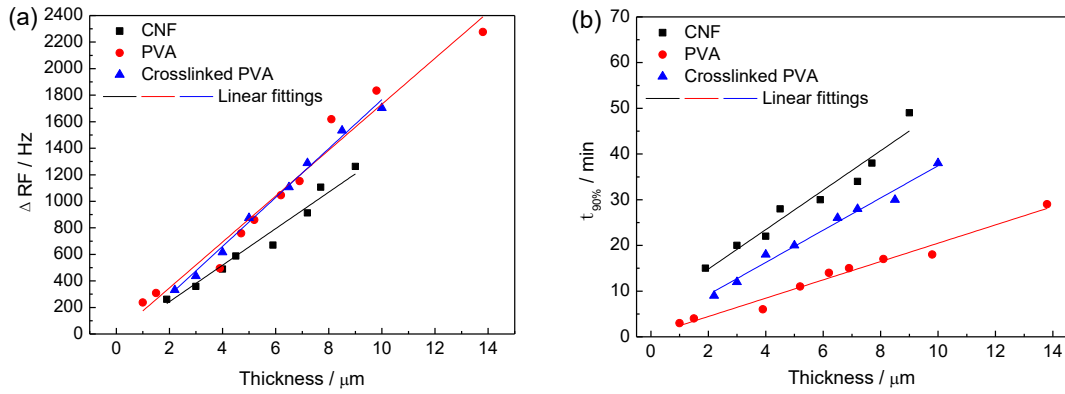 (a)
2400
2200
2000
1800
1600
1400
1200
1000
800
600
400
200
0
Δ RF / Hz
CNF
PVA
Crosslinked PVA
Linear fittings
0 2 4 6 8 10 12 14
Thickness / μm
(b)
70
60
50
40
30
20
10
0
t90% / min
CNF
PVA
Crosslinked PVA
Linear fittings
0 2 4 6 8 10 12 14
Thickness / μm